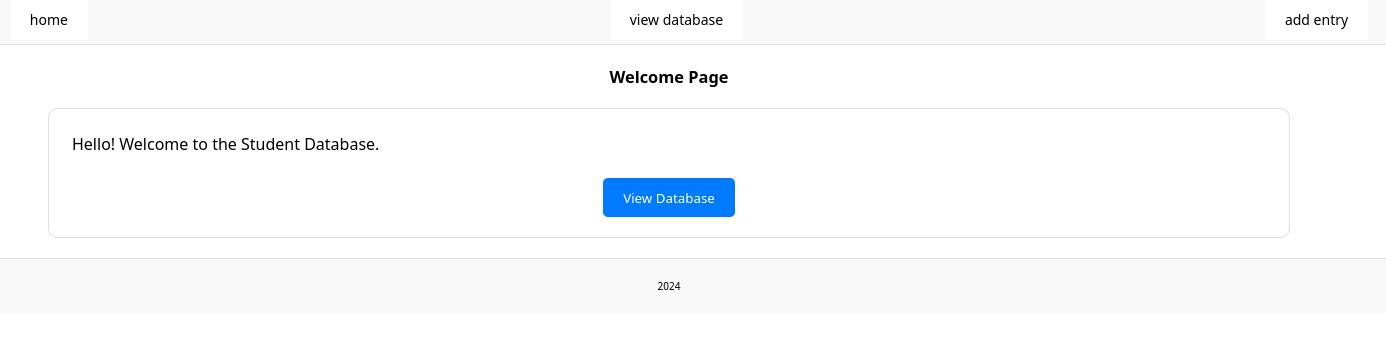 home
view database
add entry
Welcome Page
Hello! Welcome to the Student Database.
View Database
2024